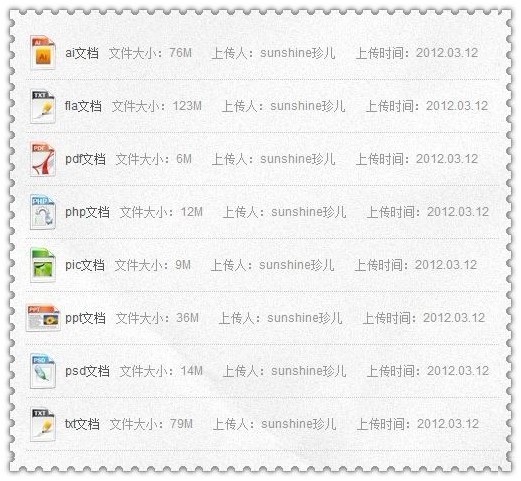 ai文档 文件大小：76M 上传人：sunshine珍儿 上传时间：2012.03.12
fla文档 文件大小：123M 上传人：sunshine珍儿 上传时间：2012.03.12
pdf文档 文件大小：6M 上传人：sunshine珍儿 上传时间：2012.03.12
php文档 文件大小：12M 上传人：sunshine珍儿 上传时间：2012.03.12
pic文档 文件大小：9M 上传人：sunshine珍儿 上传时间：2012.03.12
ppt文档 文件大小：36M 上传人：sunshine珍儿 上传时间：2012.03.12
psd文档 文件大小：14M 上传人：sunshine珍儿 上传时间：2012.03.12
txt文档 文件大小：79M 上传人：sunshine珍儿 上传时间：2012.03.12